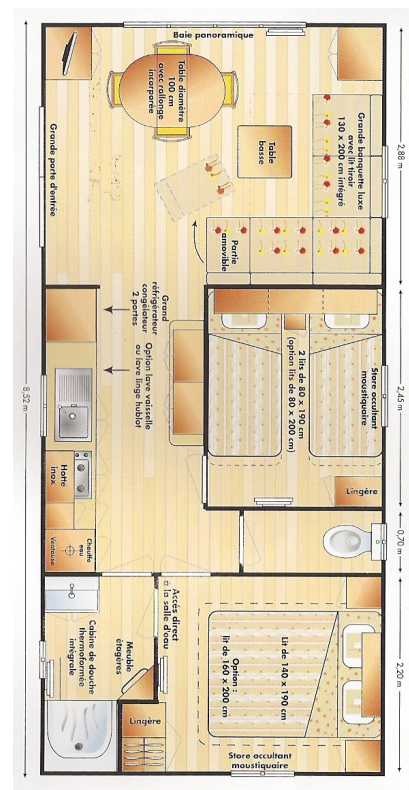 Baie panoramique
Table diamètre
100 cm
avec rallonge
incorporée
Grande porte d'entrée
Table
basse
Grande banquette luxe
avec lit tiroir
130 x 200 cm intégré
Partie
amovible
2,88 m
Grand
réfrigérateur
congélateur
2 portes
Option lave vaisselle
ou lave linge hublot
2 lits de 80 x 190 cm
(option lits de 80 x 200 cm)
Store occultant
moustiquaire
2,45 m
8,52 m
Lingère
Hotte
inox
Chauffe
eau
Ventouse
0,70 m
Accès direct
à la salle d'eau
Meuble
étagères
Cabine de douche
thermoformée
intégrale
Lit de 140 x 190 cm
Option :
lit de 160 x 200 cm
2,20 m
Lingère
Store occultant
moustiquaire